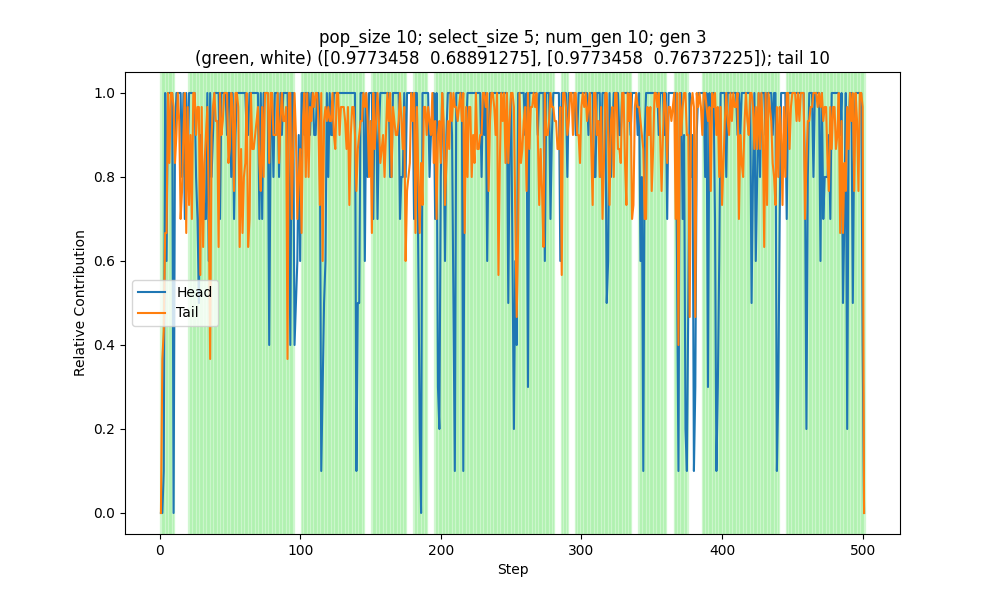 pop_size 10; select_size 5; num_gen 10; gen 3
(green, white) ([0.9773458  0.68891275], [0.9773458  0.76737225]); tail 10
Relative Contribution
1.0
0.8
0.6
0.4
0.2
0.0
Head
Tail
0 100 200 300 400 500
Step